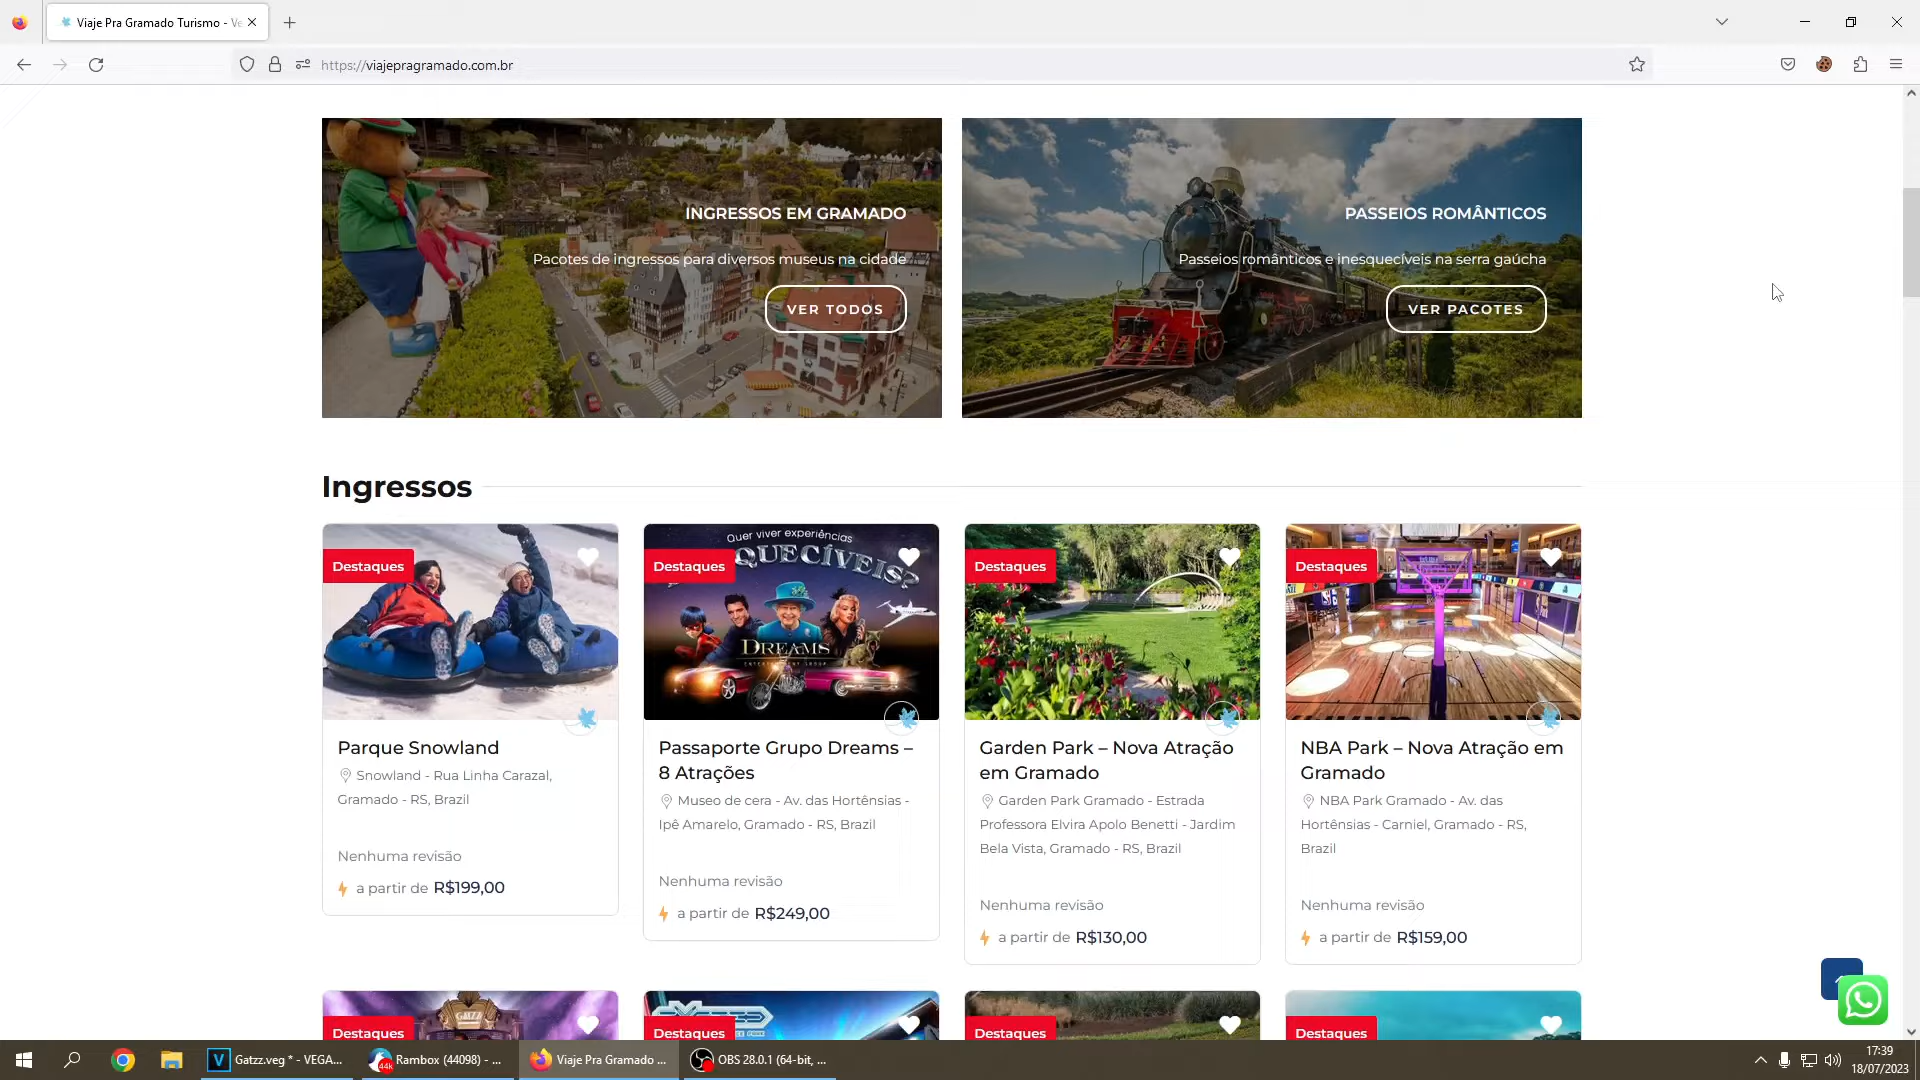 Viaje Pra Gramado Turismo - Ve
https://viajepragramado.com.br
INGRESSOS EM GRAMADO
Pacotes de ingressos para diversos museus na cidade
VER TODOS
PASSEIOS ROMÂNTICOS
Passeios românticos e inesquecíveis na serra gaúcha
VER PACOTES
Ingressos
Destaques
Parque Snowland
Snowland - Rua Linha Carazal,
Gramado - RS, Brazil
Nenhuma revisão
a partir de R$199,00
Quer viver experiências
QUECÍVEIS?
Destaques
DREAMS
ENTERTAINMENT GROUP
Passaporte Grupo Dreams –
8 Atrações
Museo de cera - Av. das Hortênsias -
Ipê Amarelo, Gramado - RS, Brazil
Nenhuma revisão
a partir de R$249,00
Destaques
Garden Park – Nova Atração
em Gramado
Garden Park Gramado - Estrada
Professora Elvira Apolo Benetti - Jardim
Bela Vista, Gramado - RS, Brazil
Nenhuma revisão
a partir de R$130,00
Destaques
NBA Park – Nova Atração em
Gramado
NBA Park Gramado - Av. das
Hortênsias - Carniel, Gramado - RS,
Brazil
Nenhuma revisão
a partir de R$159,00
Destaques
GATZZ
Destaques
Destaques
Destaques
Gatzz.veg * - VEGA...
44k
Rambox (44098) - ...
Viaje Pra Gramado ...
OBS 28.0.1 (64-bit, ...
17:39
18/07/2023